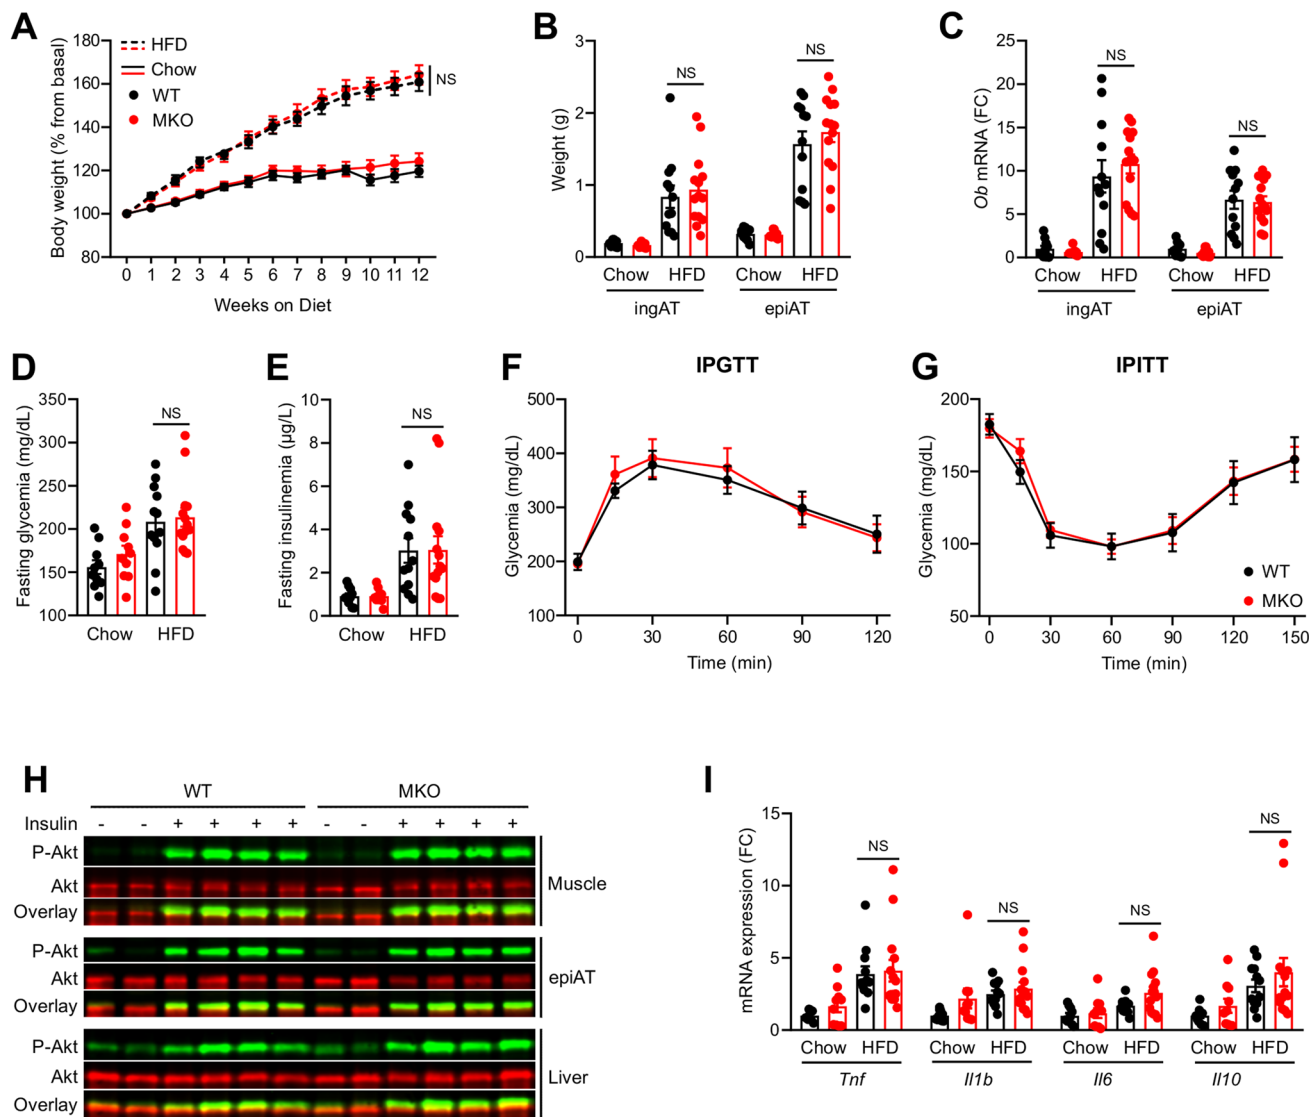 A
Body weight (% from basal)
180
160
140
120
100
80
HFD
Chow
WT
MKO
NS
0 1 2 3 4 5 6 7 8 9 10 11 12
Weeks on Diet
B
Weight (g)
3
2
1
0
NS
NS
Chow HFD Chow HFD
ingAT epiAT
C
Ob mRNA (FC)
25
20
15
10
5
0
NS
NS
Chow HFD Chow HFD
ingAT epiAT
D
Fasting glycemia (mg/dL)
350
300
250
200
150
100
NS
Chow HFD
E
Fasting insulinemia (µg/L)
10
8
6
4
2
0
NS
Chow HFD
F
IPGTT
Glycemia (mg/dL)
500
400
300
200
100
0 30 60 90 120
Time (min)
G
IPITT
Glycemia (mg/dL)
200
150
100
50
WT
MKO
0 30 60 90 120 150
Time (min)
H
WT MKO
Insulin - - + + + + - - + + + +
P-Akt
Akt
Overlay
Muscle
P-Akt
Akt
Overlay
epiAT
P-Akt
Akt
Overlay
Liver
I
mRNA expression (FC)
15
10
5
0
NS
NS
NS
NS
Chow HFD Chow HFD Chow HFD Chow HFD
Tnf Il1b Il6 Il10